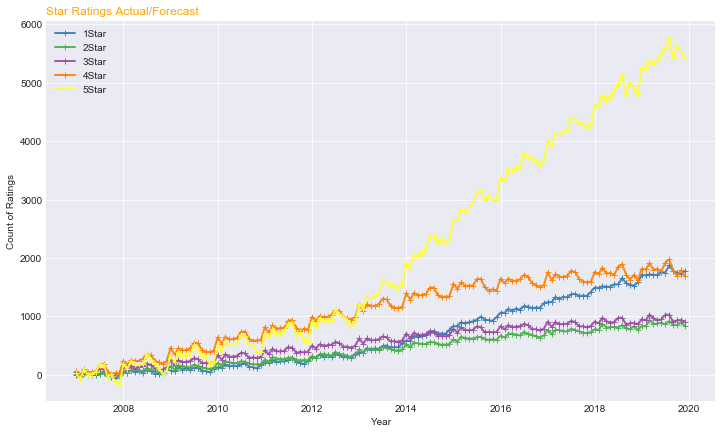 Star Ratings Actual/Forecast
1Star
2Star
3Star
4Star
5Star
6000
5000
4000
3000
2000
1000
0
Count of Ratings
2008 2010 2012 2014 2016 2018 2020
Year